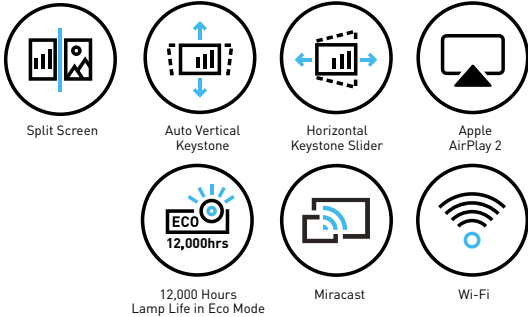 Split Screen
Auto Vertical
Keystone
Horizontal
Keystone Slider
Apple
AirPlay 2
ECO
12,000hrs
12,000 Hours
Lamp Life in Eco Mode
Miracast
Wi-Fi